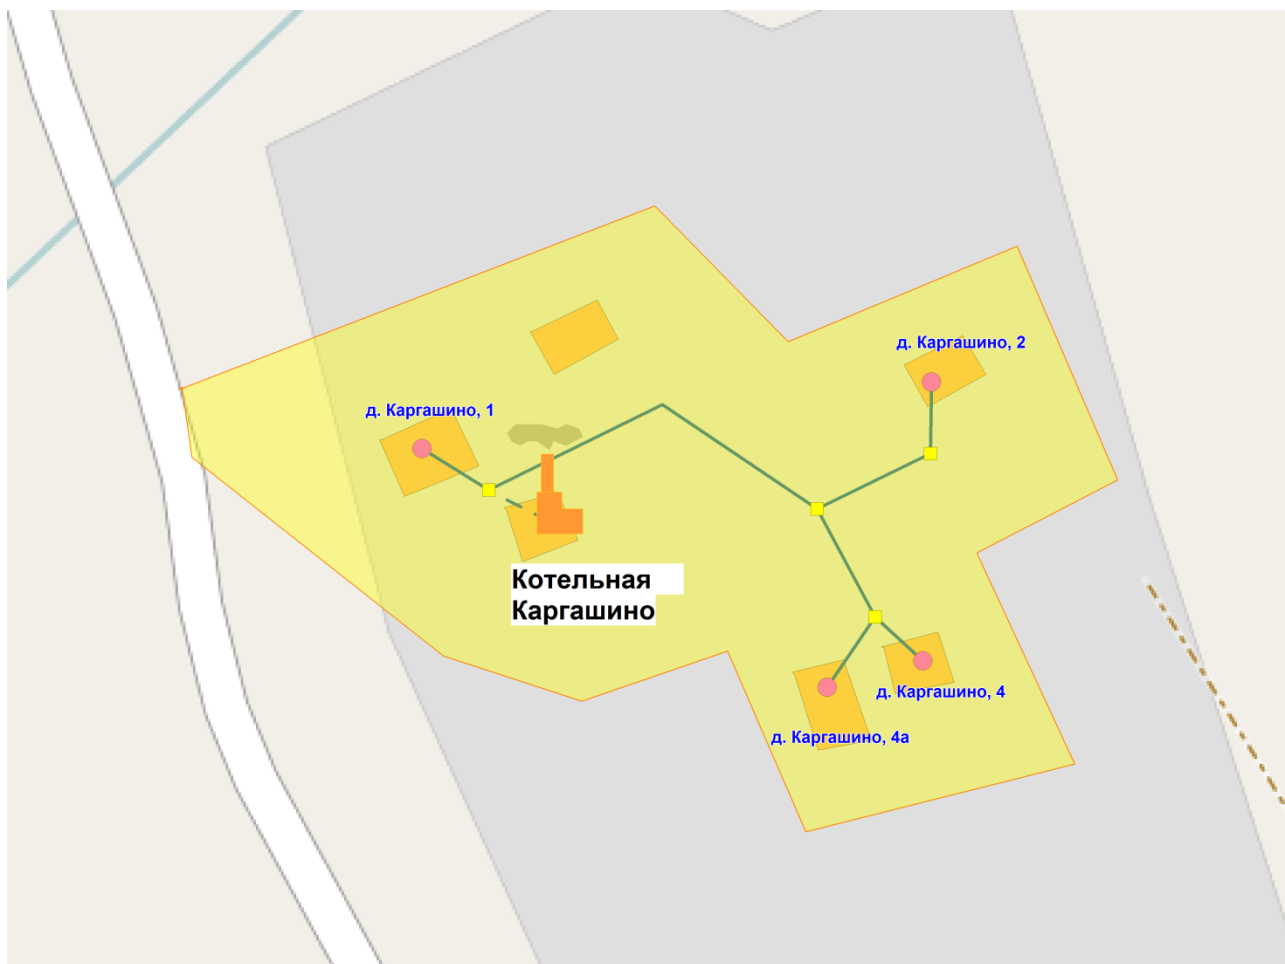 д. Каргашино, 2
д. Каргашино, 1
Котельная
Каргашино
д. Каргашино, 4
д. Каргашино, 4а